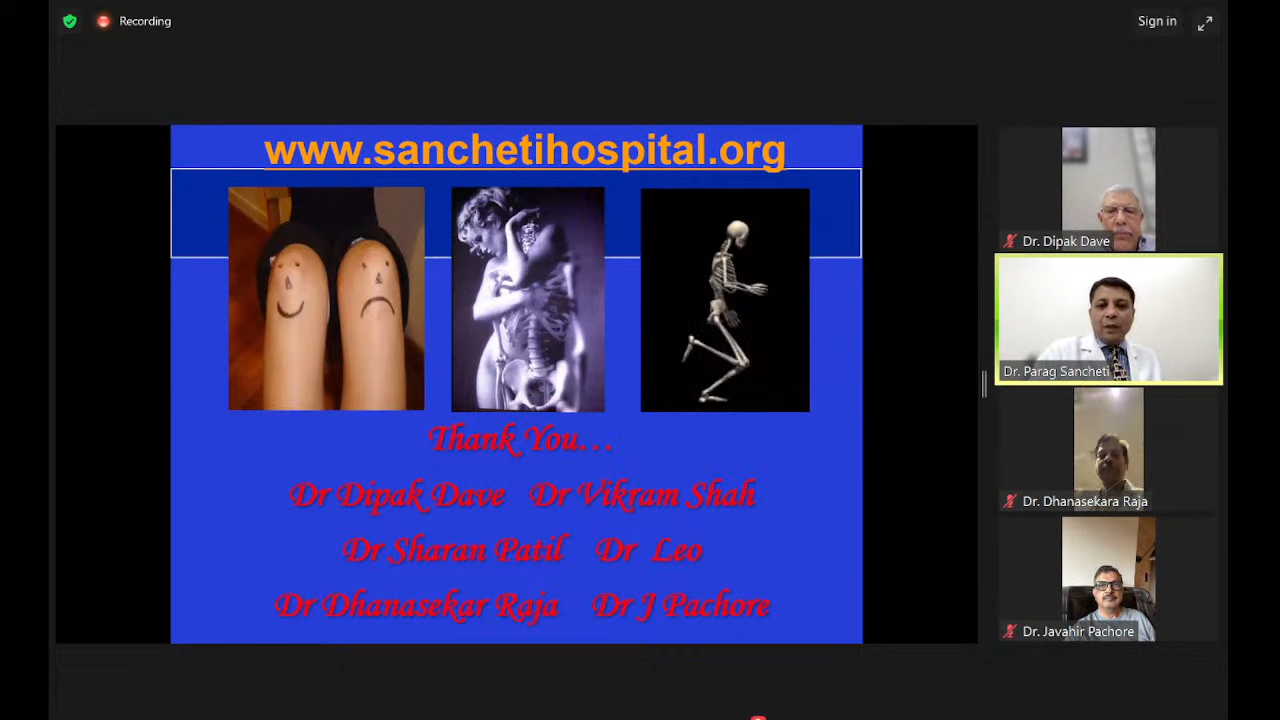 Recording
Sign in
www.sanchetihospital.org
Thank You...
Dr Dipak Dave Dr Vikram Shah
Dr Sharan Patil Dr Leo
Dr Dhanasekar Raja Dr J Pachore
Dr. Dipak Dave
Dr. Parag Sancheti
Dr. Dhanasekara Raja
Dr. Javahir Pachore